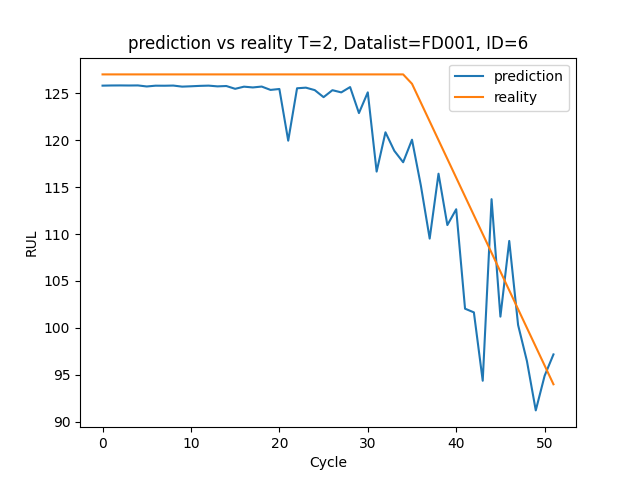 prediction vs reality T=2, Datalist=FD001, ID=6
prediction
reality
125
120
115
110
105
100
95
90
RUL
0 10 20 30 40 50
Cycle